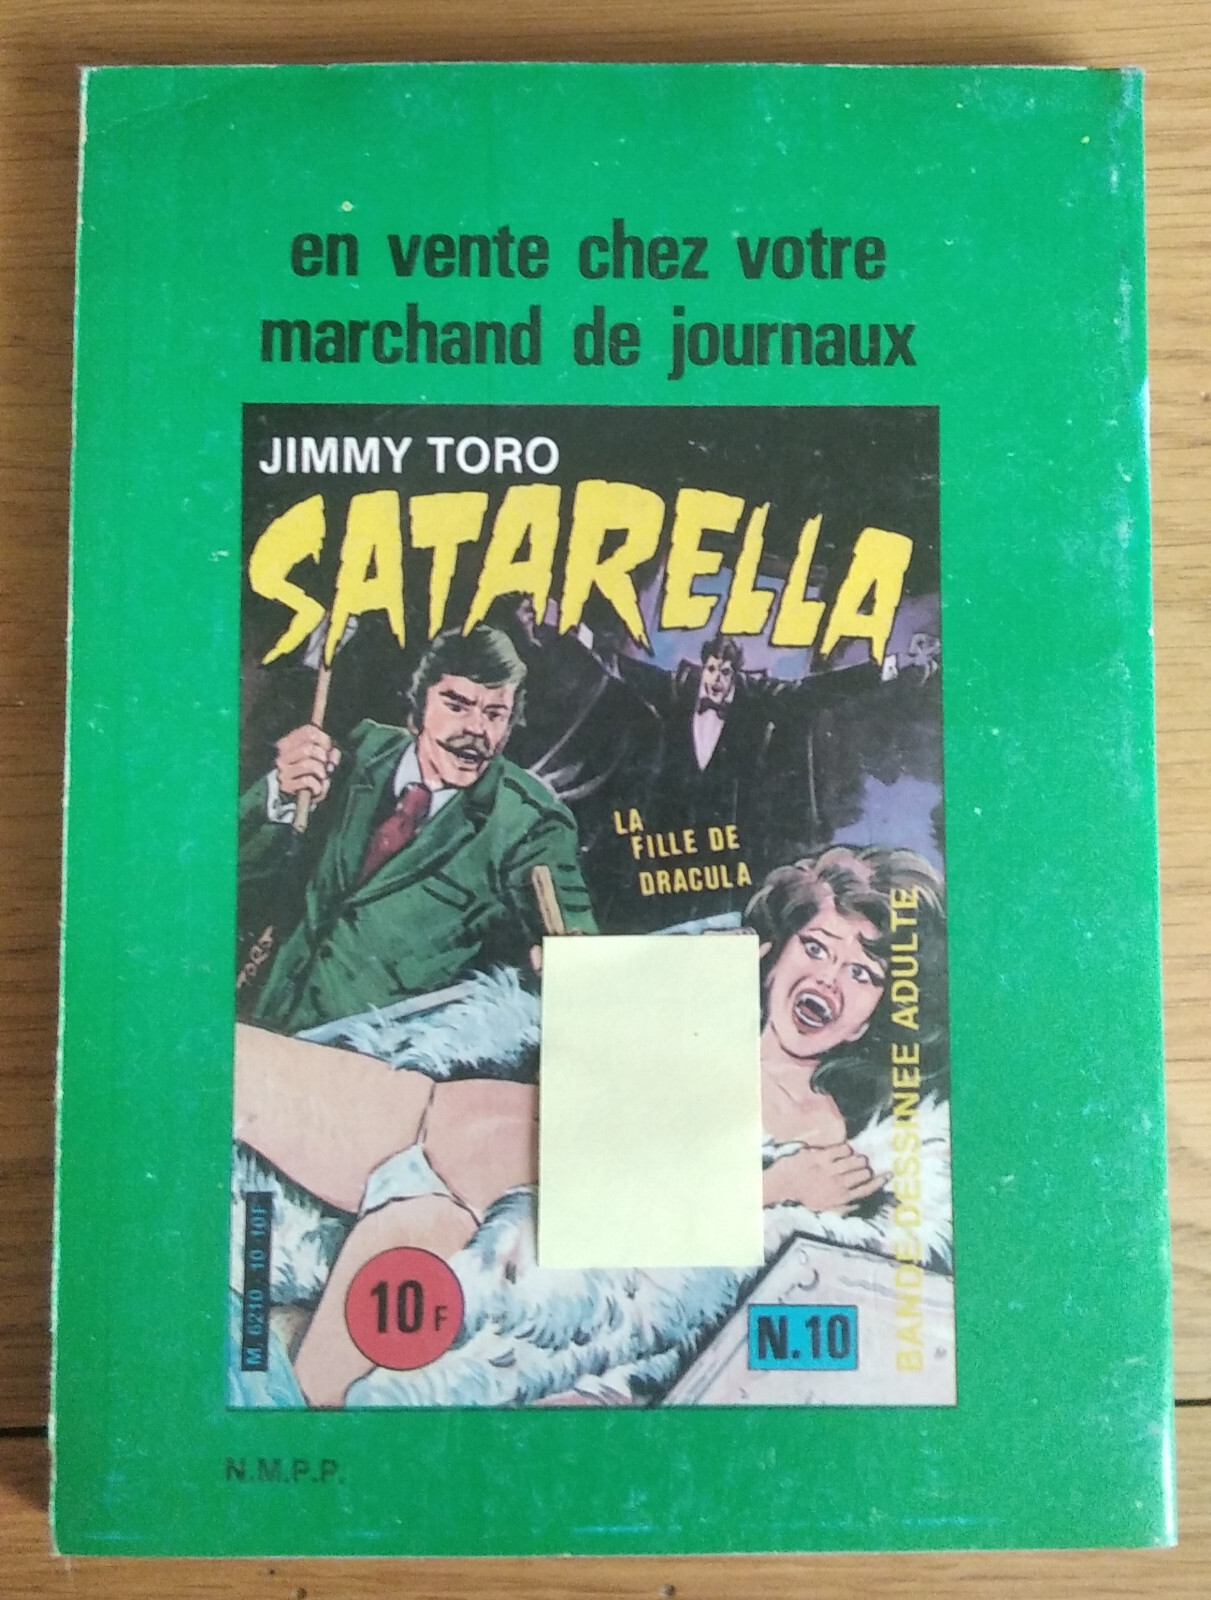 en vente chez votre
marchand de journaux
JIMMY TORO
SATARELLA
LA
FILLE DE
DRACULA
TORO
BANDE DESSINEE ADULTE
M. 6210 . 10 . 10F
10 F
N.10
N.M.P.P.